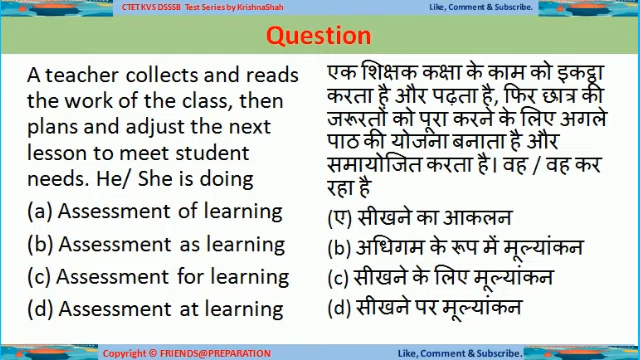 CTET KVS DSSSB Test Series by KrishnaShah
Like, Comment & Subscribe.
Question
A teacher collects and reads
the work of the class, then
plans and adjust the next
lesson to meet student
needs. He/ She is doing
(a) Assessment of learning
(b) Assessment as learning
(c) Assessment for learning
(d) Assessment at learning
एक शिक्षक कक्षा के काम को इकट्ठा
करता है और पढ़ता है, फिर छात्र की
जरूरतों को पूरा करने के लिए अगले
पाठ की योजना बनाता है और
समायोजित करता है। वह / वह कर
रहा है
(ए) सीखने का आकलन
(b) अधिगम के रूप में मूल्यांकन
(c) सीखने के लिए मूल्यांकन
(d) सीखने पर मूल्यांकन
Copyright © FRIENDS@PREPARATION
Like, Comment & Subscribe.